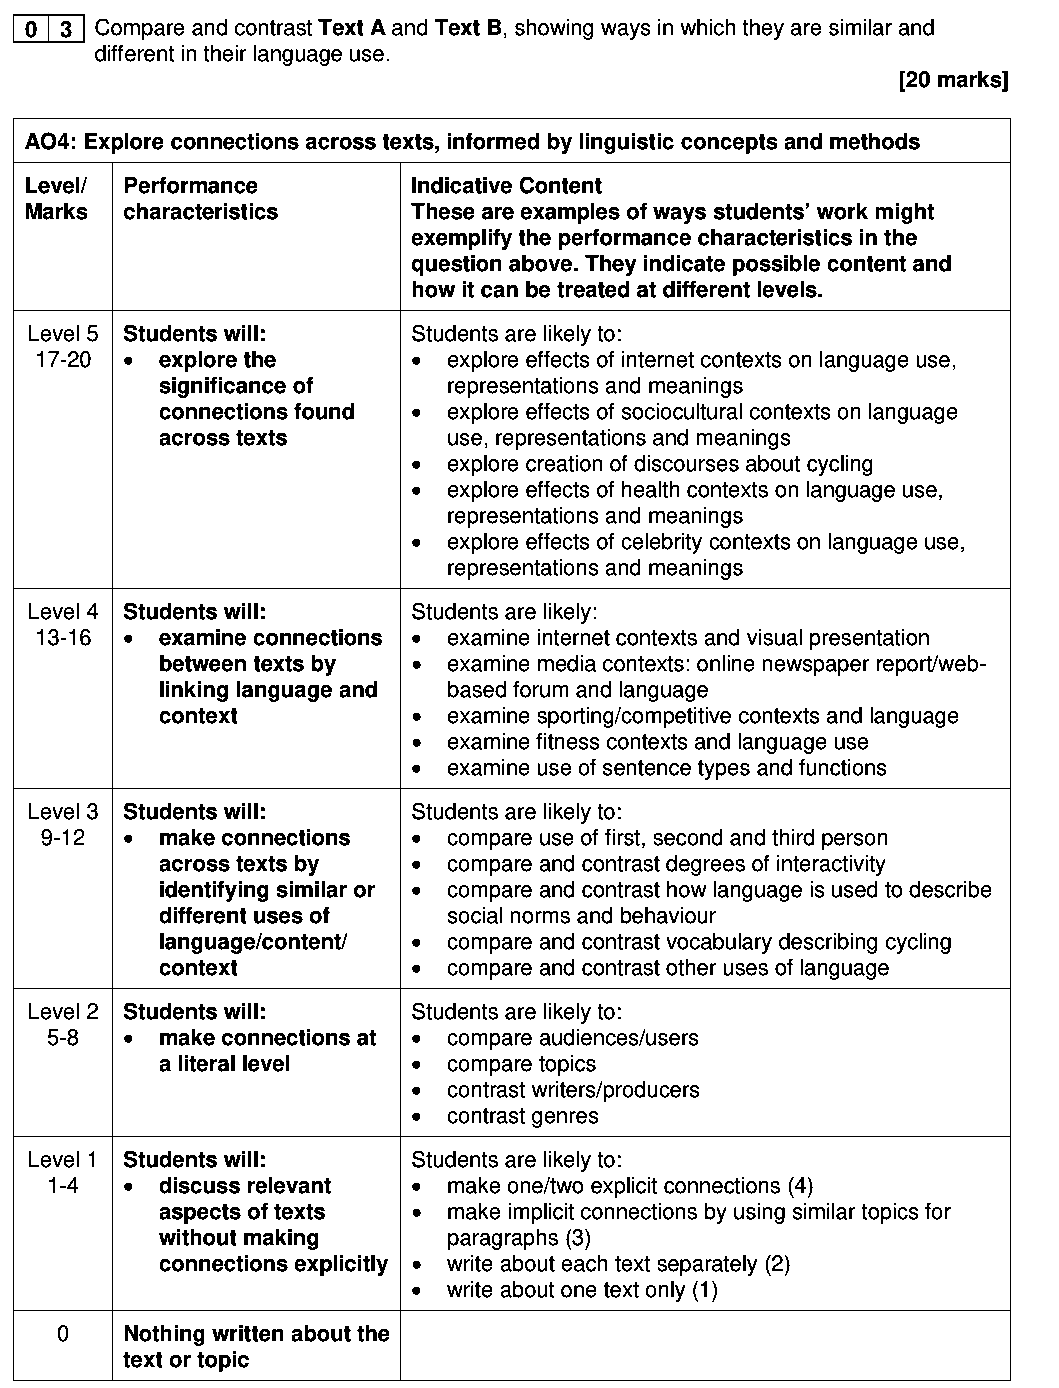 0 3 Compare and contrast Text A and Text B, showing ways in which they are similar and
different in their language use.
[20 marks]
AO4: Explore connections across texts, informed by linguistic concepts and methods
Level/
Marks
Performance
characteristics
Indicative Content
These are examples of ways students' work might
exemplify the performance characteristics in the
question above. They indicate possible content and
how it can be treated at different levels.
Level 5
17-20
Students will:
• explore the
significance of
connections found
across texts
Students are likely to:
• explore effects of internet contexts on language use,
representations and meanings
• explore effects of sociocultural contexts on language
use, representations and meanings
• explore creation of discourses about cycling
• explore effects of health contexts on language use,
representations and meanings
• explore effects of celebrity contexts on language use,
representations and meanings
Level 4
13-16
Students will:
• examine connections
between texts by
linking language and
context
Students are likely:
• examine internet contexts and visual presentation
• examine media contexts: online newspaper report/web-
based forum and language
• examine sporting/competitive contexts and language
• examine fitness contexts and language use
• examine use of sentence types and functions
Level 3
9-12
Students will:
• make connections
across texts by
identifying similar or
different uses of
language/content/
context
Students are likely to:
• compare use of first, second and third person
• compare and contrast degrees of interactivity
• compare and contrast how language is used to describe
social norms and behaviour
• compare and contrast vocabulary describing cycling
• compare and contrast other uses of language
Level 2
5-8
Students will:
• make connections at
a literal level
Students are likely to:
• compare audiences/users
• compare topics
• contrast writers/producers
• contrast genres
Level 1
1-4
Students will:
• discuss relevant
aspects of texts
without making
connections explicitly
Students are likely to:
• make one/two explicit connections (4)
• make implicit connections by using similar topics for
paragraphs (3)
• write about each text separately (2)
• write about one text only (1)
0
Nothing written about the
text or topic